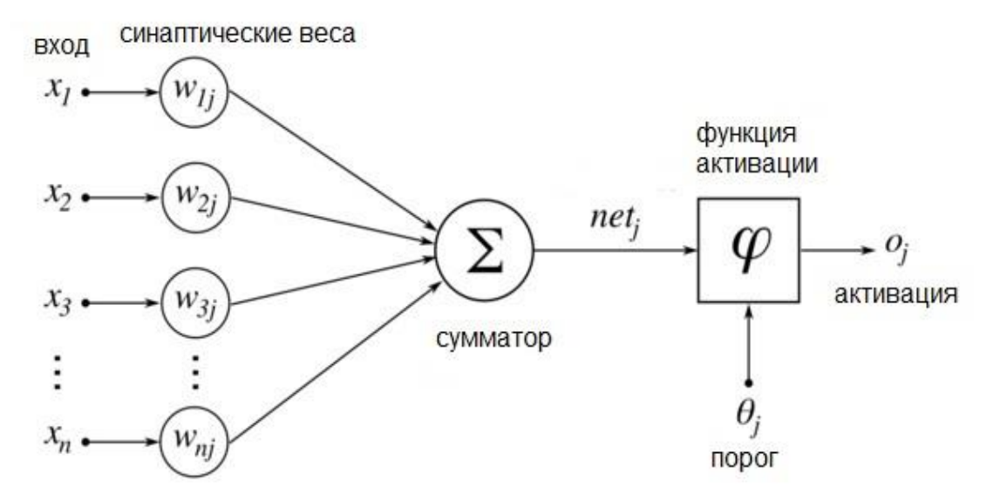 вход
синаптические веса
x₁
w₁ⱼ
x₂
w₂ⱼ
x₃
w₃ⱼ
⋮ ⋮
xₙ
wₙⱼ
Σ
сумматор
netⱼ
функция
активации
φ
oⱼ
активация
θⱼ
порог